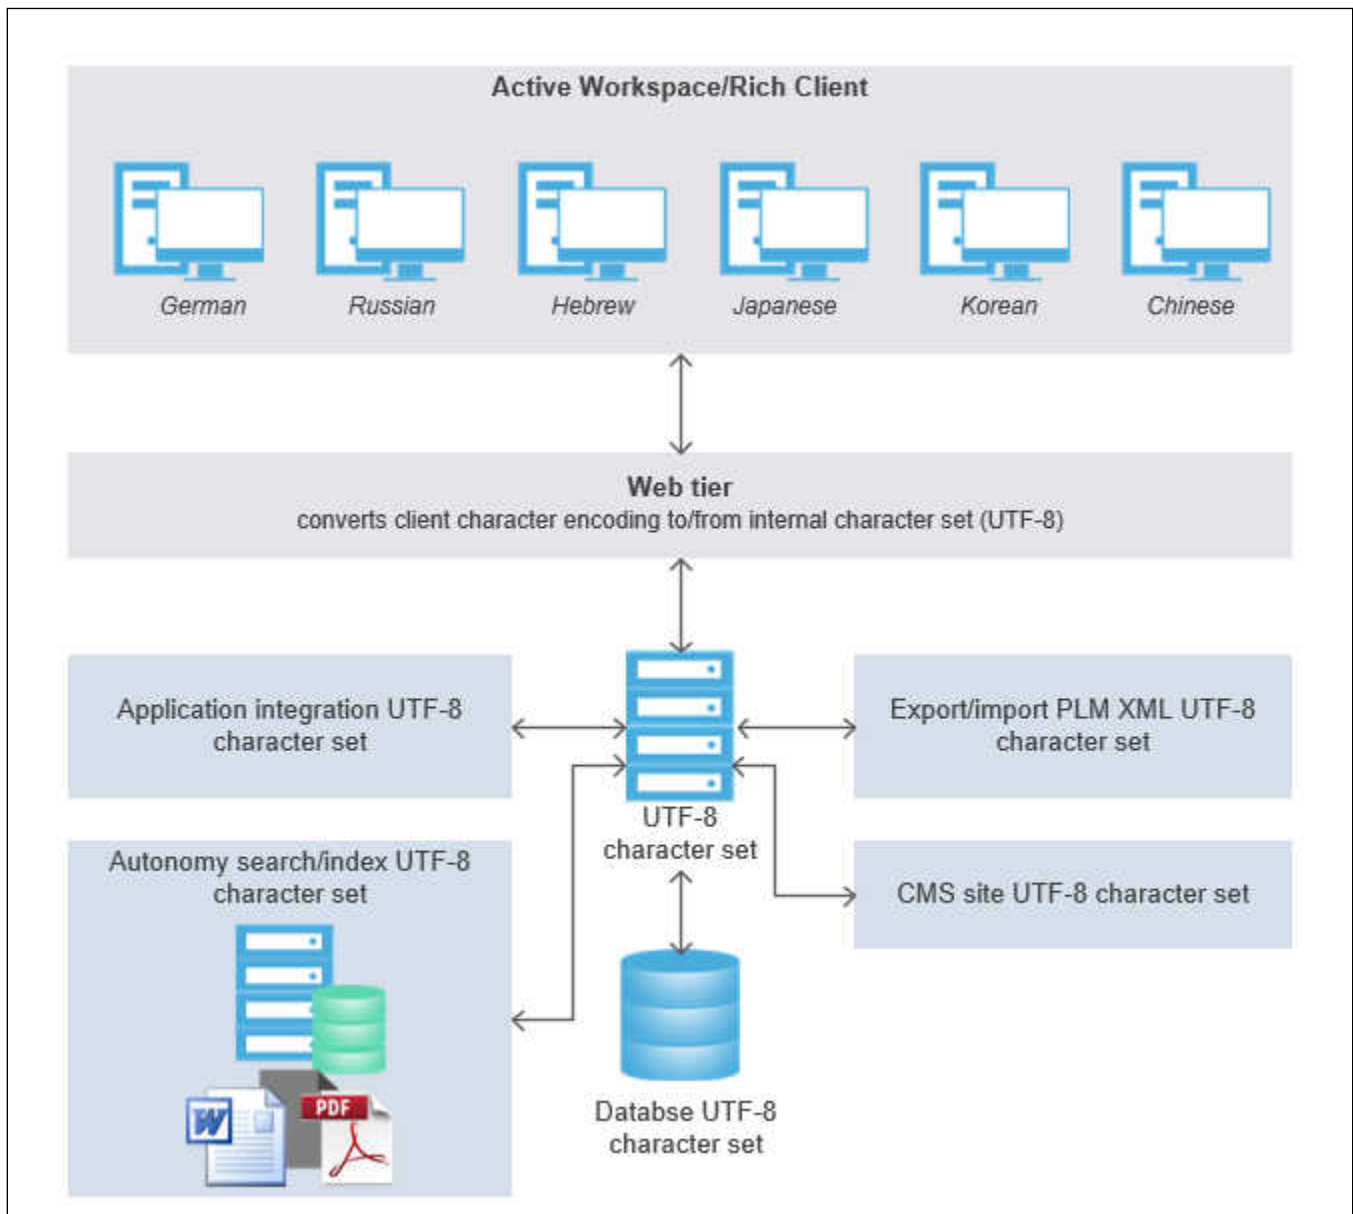 Active Workspace/Rich Client
German
Russian
Hebrew
Japanese
Korean
Chinese
Web tier
converts client character encoding to/from internal character set (UTF-8)
Application integration UTF-8
character set
Export/import PLM XML UTF-8
character set
UTF-8
character set
Autonomy search/index UTF-8
character set
CMS site UTF-8 character set
W
PDF
Databse UTF-8
character set